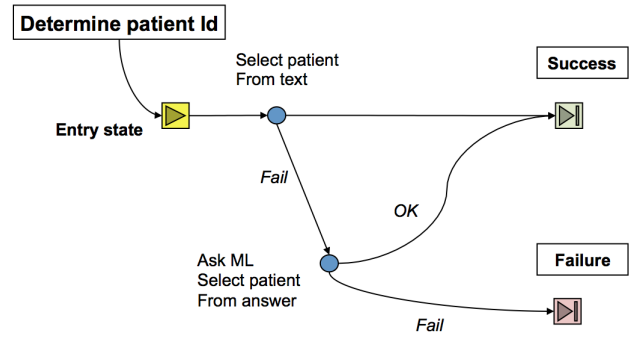 Determine patient Id
Select patient
From text
Success
Entry state
Fail
OK
Ask ML
Select patient
From answer
Failure
Fail